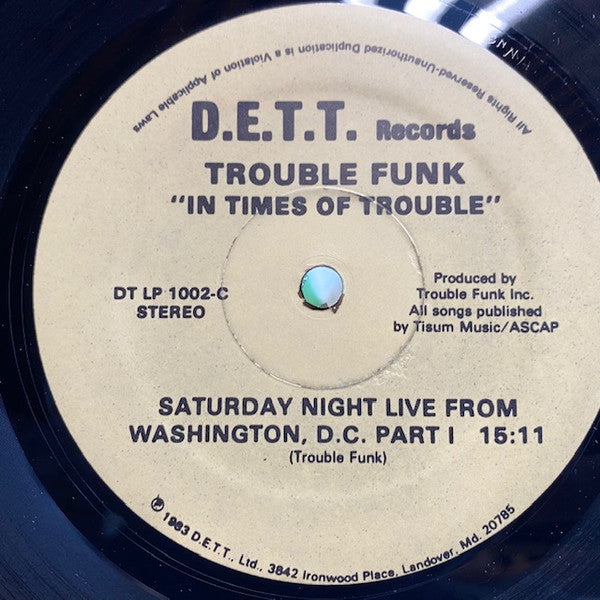 All Rights Reserved-Unauthorized Duplication is a Violation of Applicable Laws
D.E.T.T. Records
TROUBLE FUNK
"IN TIMES OF TROUBLE"
DT LP 1002-C
STEREO
Produced by
Trouble Funk Inc.
All songs published
by Tisum Music/ASCAP
SATURDAY NIGHT LIVE FROM
WASHINGTON, D.C. PART I 15:11
(Trouble Funk)
℗ 1983 D.E.T.T., Ltd., 3842 Ironwood Place, Landover, Md. 20785